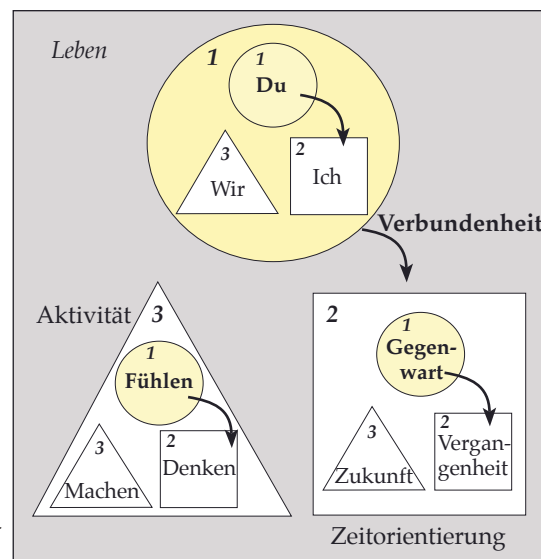 Leben
1
1
Du
3
Wir
2
Ich
Verbundenheit
Aktivität
3
1
Fühlen
3
Machen
2
Denken
2
1
Gegen-
wart
3
Zukunft
2
Vergan-
genheit
Zeitorientierung